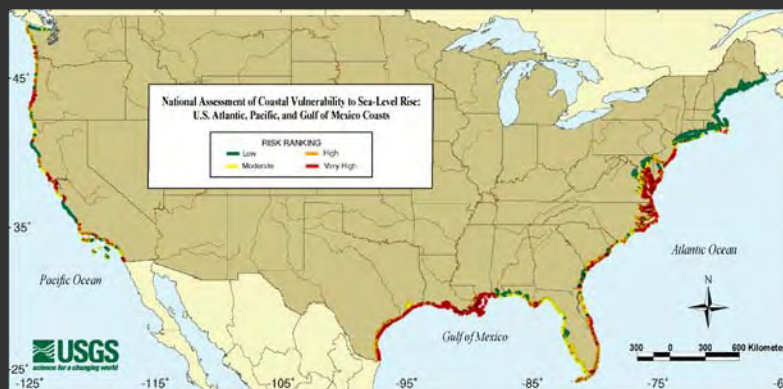 National Assessment of Coastal Vulnerability to Sea-Level Rise:
U.S. Atlantic, Pacific, and Gulf of Mexico Coasts
RISK RANKING
Low
High
Moderate
Very High
45°
35°
25°
Pacific Ocean
Gulf of Mexico
Atlantic Ocean
N
USGS
science for a changing world
300 0 300 600 Kilomete
-125
-115
-105
-95
-85
-75